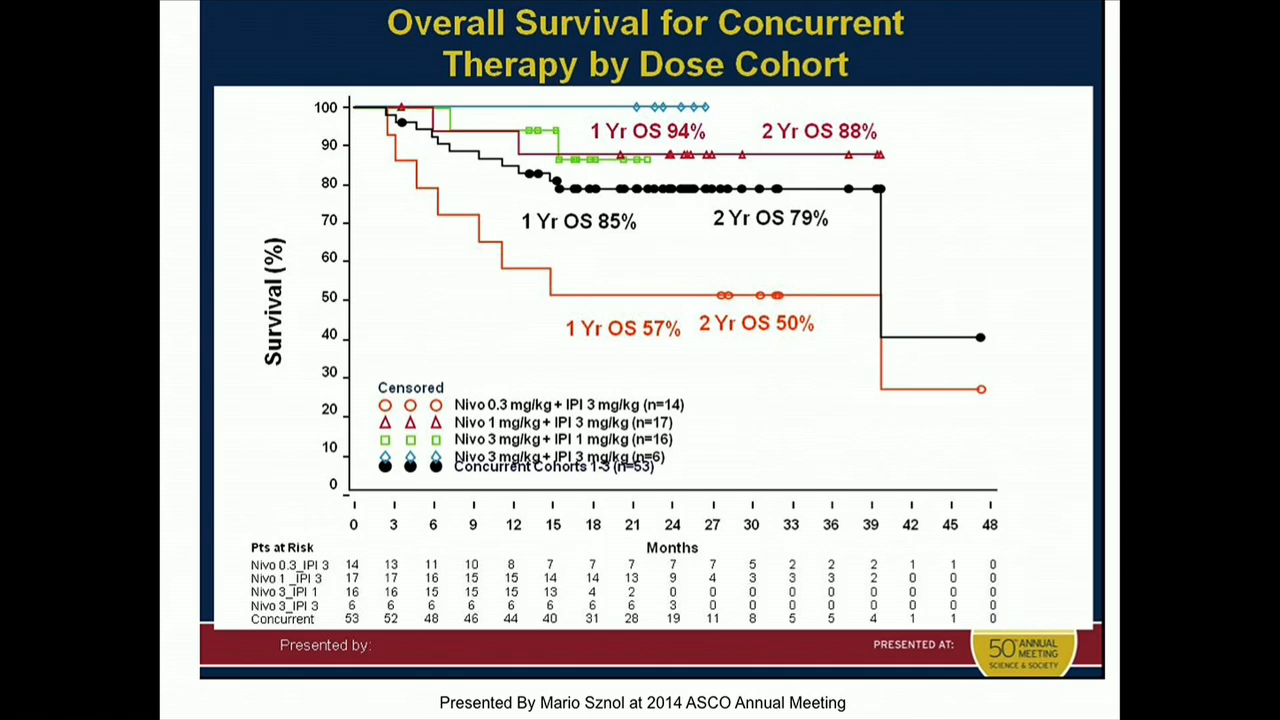 Overall Survival for Concurrent
Therapy by Dose Cohort
100
90
80
70
60
50
40
30
20
10
0
Survival (%)
1 Yr OS 94%
2 Yr OS 88%
1 Yr OS 85%
2 Yr OS 79%
1 Yr OS 57%
2 Yr OS 50%
Censored
Nivo 0.3 mg/kg + IPI 3 mg/kg (n=14)
Nivo 1 mg/kg + IPI 3 mg/kg (n=17)
Nivo 3 mg/kg + IPI 1 mg/kg (n=16)
Nivo 3 mg/kg + IPI 3 mg/kg (n=6)
Concurrent Cohorts 1-3 (n=53)
0 3 6 9 12 15 18 21 24 27 30 33 36 39 42 45 48
Pts at Risk
Months
Nivo 0.3_IPI 3 14 13 11 10 8 7 7 7 7 7 5 2 2 2 1 1 0
Nivo 1 _IPI 3 17 17 16 15 15 14 14 13 9 4 3 3 3 2 0 0 0
Nivo 3_IPI 1 16 16 15 15 15 13 4 2 0 0 0 0 0 0 0 0 0
Nivo 3_IPI 3 6 6 6 6 6 6 6 6 3 0 0 0 0 0 0 0 0
Concurrent 53 52 48 46 44 40 31 28 19 11 8 5 5 4 1 1 0
Presented by:
PRESENTED AT:
50TH ANNUAL
MEETING
SCIENCE & SOCIETY
Presented By Mario Sznol at 2014 ASCO Annual Meeting